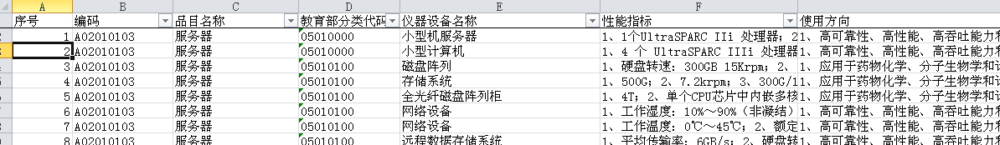 A B C D E F
序号 编码 品目名称 教育部分类代码 仪器设备名称 性能指标 使用方向
1 A02010103 服务器 05010000 小型机服务器 1、1个UltraSPARC IIi 处理器；2 1、高可靠性、高性能、高吞吐能力和
2 A02010103 服务器 05010000 小型计算机 1、4 个 UltraSPARC IIIi 处理器 1、高可靠性、高性能、高吞吐能力和
3 A02010103 服务器 05010100 磁盘阵列 1、硬盘转速：300GB 15Krpm；2、 1、应用于药物化学、分子生物学和
4 A02010103 服务器 05010100 存储系统 1、500G；2、7.2krpm；3、300G/1 1、应用于药物化学、分子生物学和
5 A02010103 服务器 05010100 全光纤磁盘阵列柜 1、4T；2、单个CPU芯片中内嵌多核 1、应用于药物化学、分子生物学和
6 A02010103 服务器 05010100 网络设备 1、工作湿度：10%～90%（非凝结） 1、高可靠性、高性能、高吞吐能力和
7 A02010103 服务器 05010100 网络设备 1、工作温度：0℃～45℃；2、额定 1、高可靠性、高性能、高吞吐能力和
8 A02010103 服务器 05010100 远程数据存储系统 1、平均传输率：6GB/s；2、硬盘转 1、高可靠性、高性能、高吞吐能力和